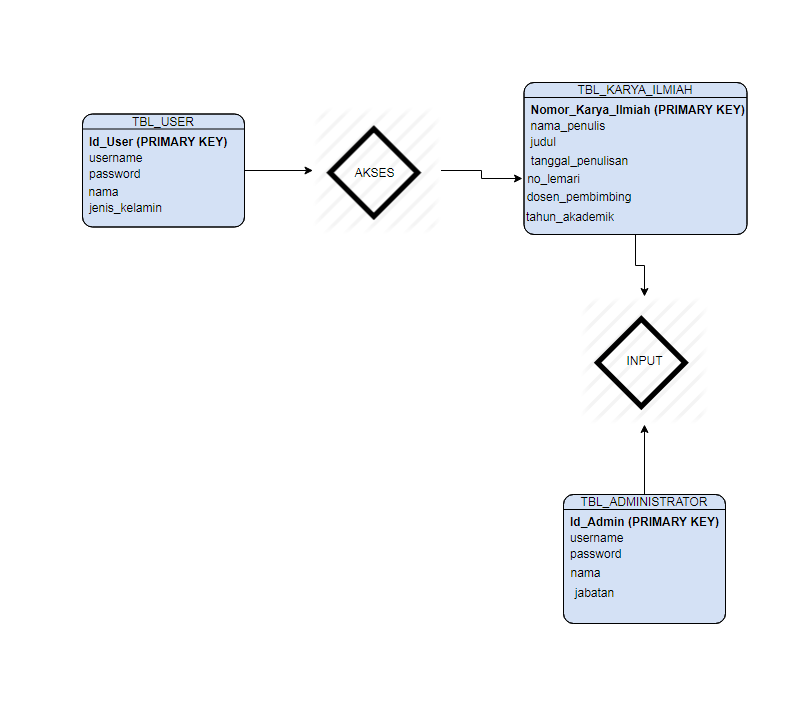 TBL_USER
Id_User (PRIMARY KEY)
username
password
nama
jenis_kelamin
AKSES
TBL_KARYA_ILMIAH
Nomor_Karya_Ilmiah (PRIMARY KEY)
nama_penulis
judul
tanggal_penulisan
no_lemari
dosen_pembimbing
tahun_akademik
INPUT
TBL_ADMINISTRATOR
Id_Admin (PRIMARY KEY)
username
password
nama
jabatan